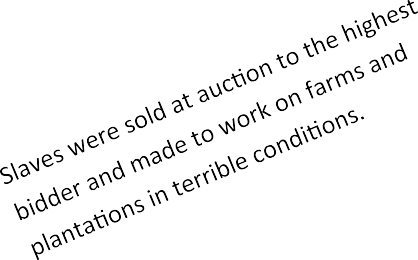 Slaves were sold at auction to the highest
bidder and made to work on farms and
plantations in terrible conditions.